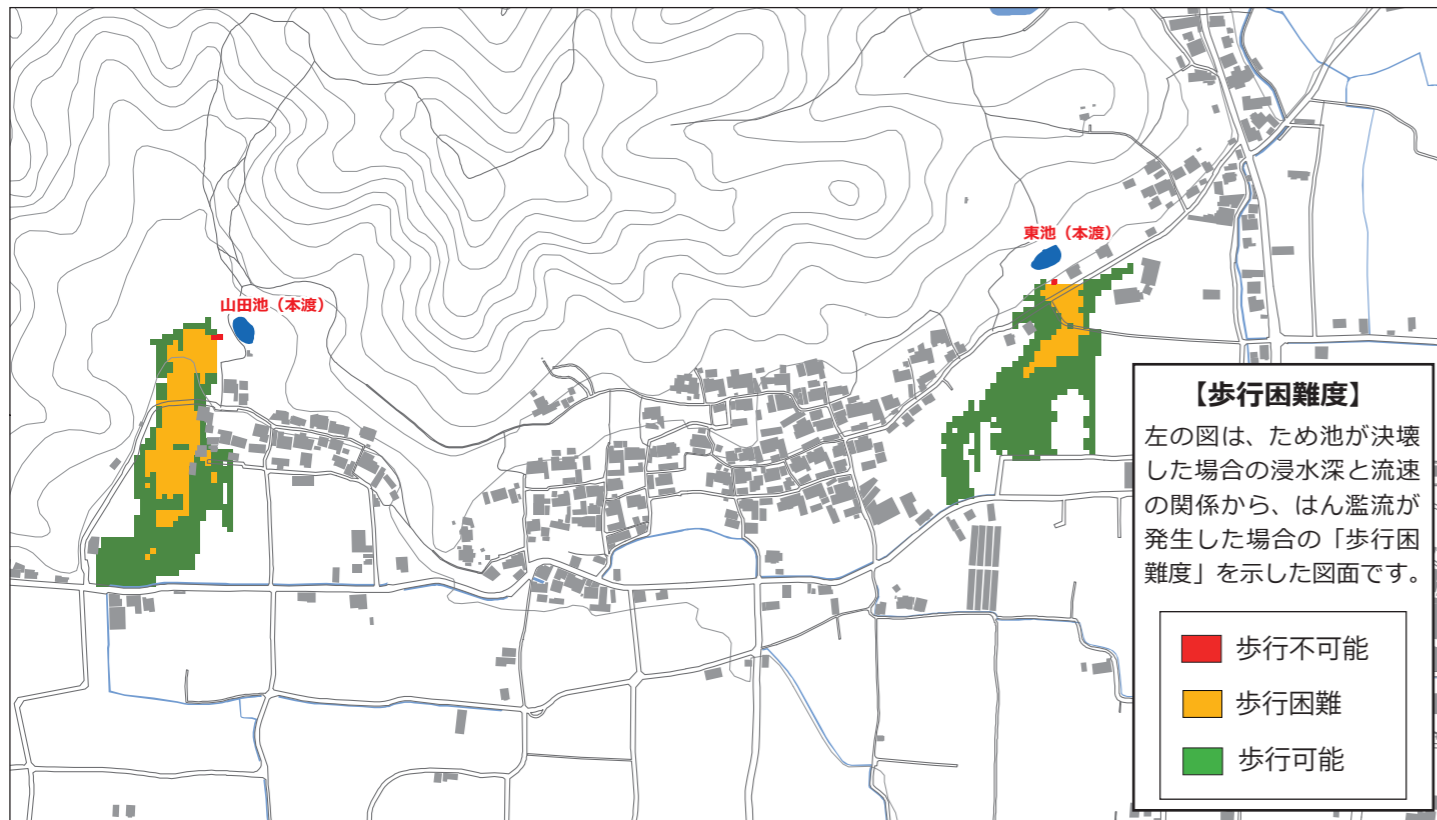 東池（本渡）
山田池（本渡）
【歩行困難度】
左の図は、ため池が決壊
した場合の浸水深と流速
の関係から、はん濫流が
発生した場合の「歩行困
難度」を示した図面です。
歩行不可能
歩行困難
歩行可能